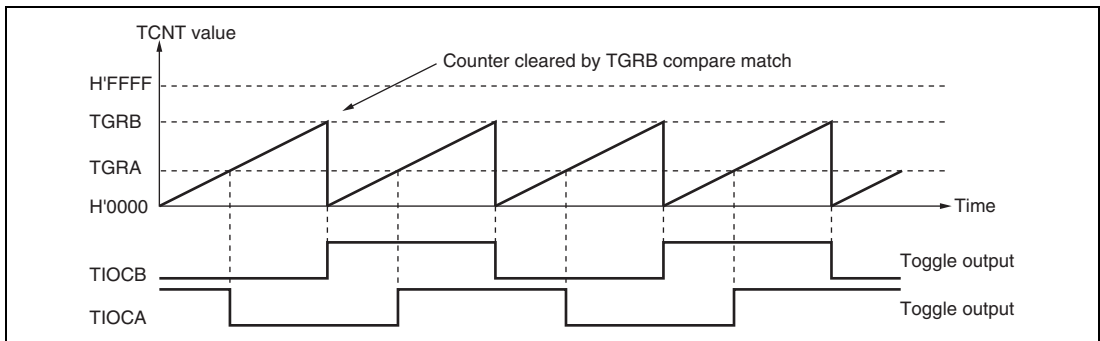 TCNT value
Counter cleared by TGRB compare match
H'FFFF
TGRB
TGRA
H'0000
Time
TIOCB
Toggle output
TIOCA
Toggle output